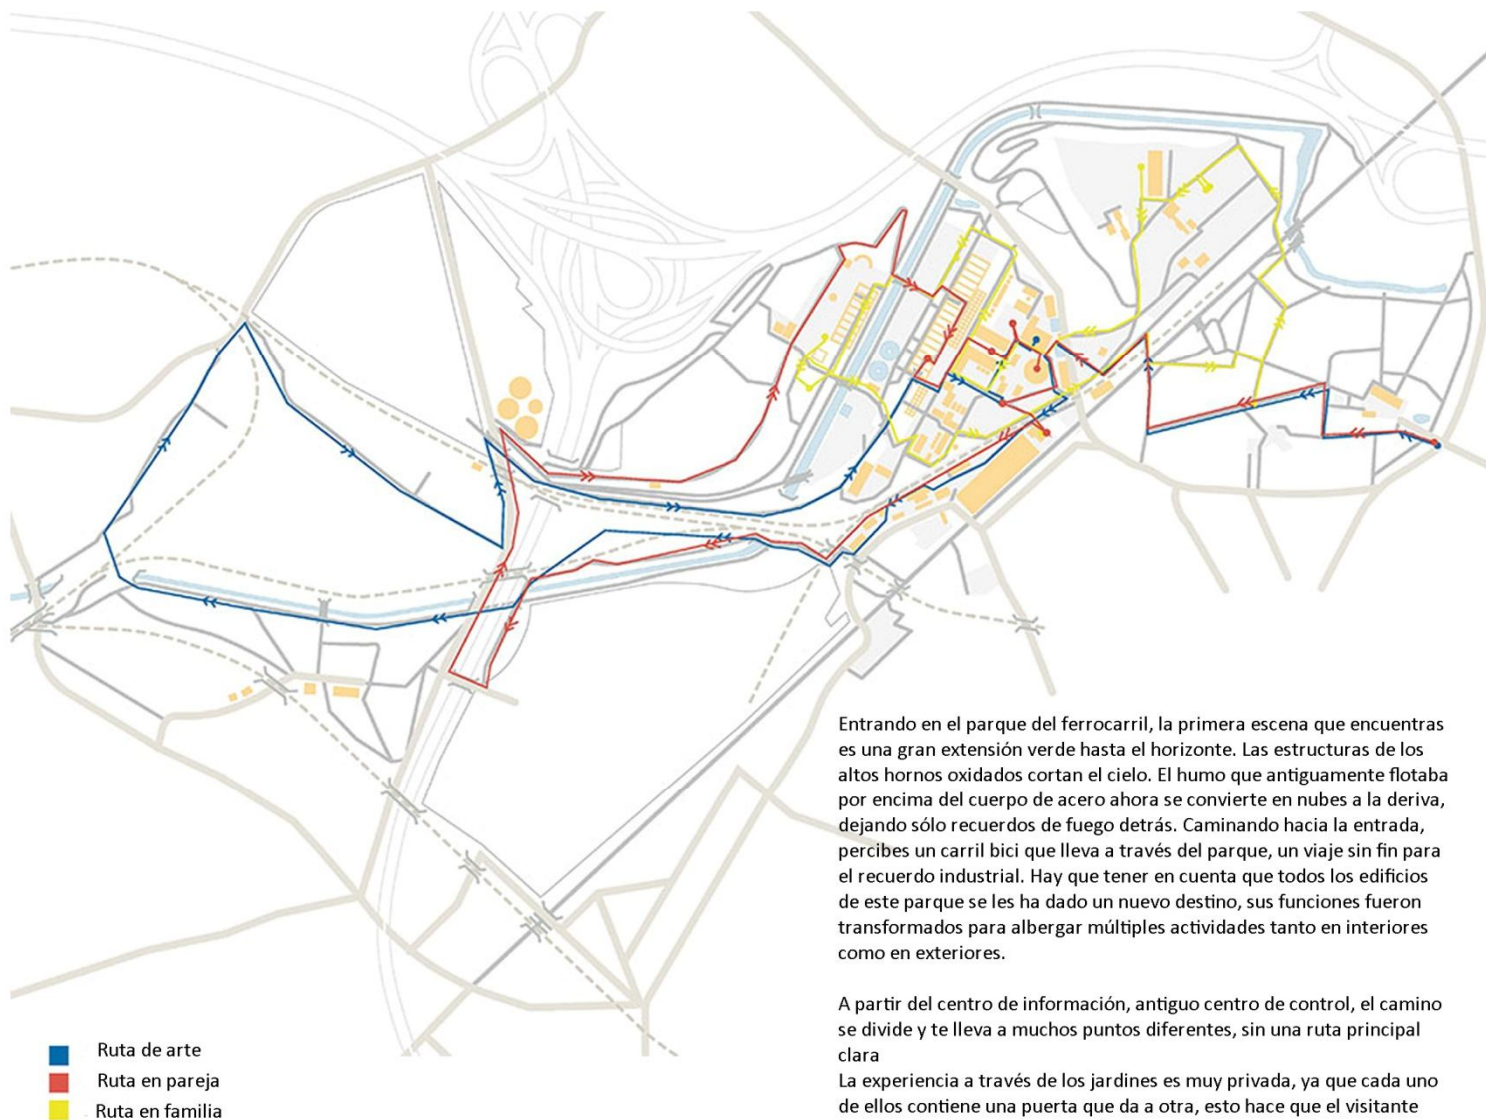 Entrando en el parque del ferrocarril, la primera escena que encuentras
es una gran extensión verde hasta el horizonte. Las estructuras de los
altos hornos oxidados cortan el cielo. El humo que antiguamente flotaba
por encima del cuerpo de acero ahora se convierte en nubes a la deriva,
dejando sólo recuerdos de fuego detrás. Caminando hacia la entrada,
percibes un carril bici que lleva a través del parque, un viaje sin fin para
el recuerdo industrial. Hay que tener en cuenta que todos los edificios
de este parque se les ha dado un nuevo destino, sus funciones fueron
transformados para albergar múltiples actividades tanto en interiores
como en exteriores.
A partir del centro de información, antiguo centro de control, el camino
se divide y te lleva a muchos puntos diferentes, sin una ruta principal
clara
La experiencia a través de los jardines es muy privada, ya que cada uno
de ellos contiene una puerta que da a otra, esto hace que el visitante
Ruta de arte
Ruta en pareja
Ruta en familia